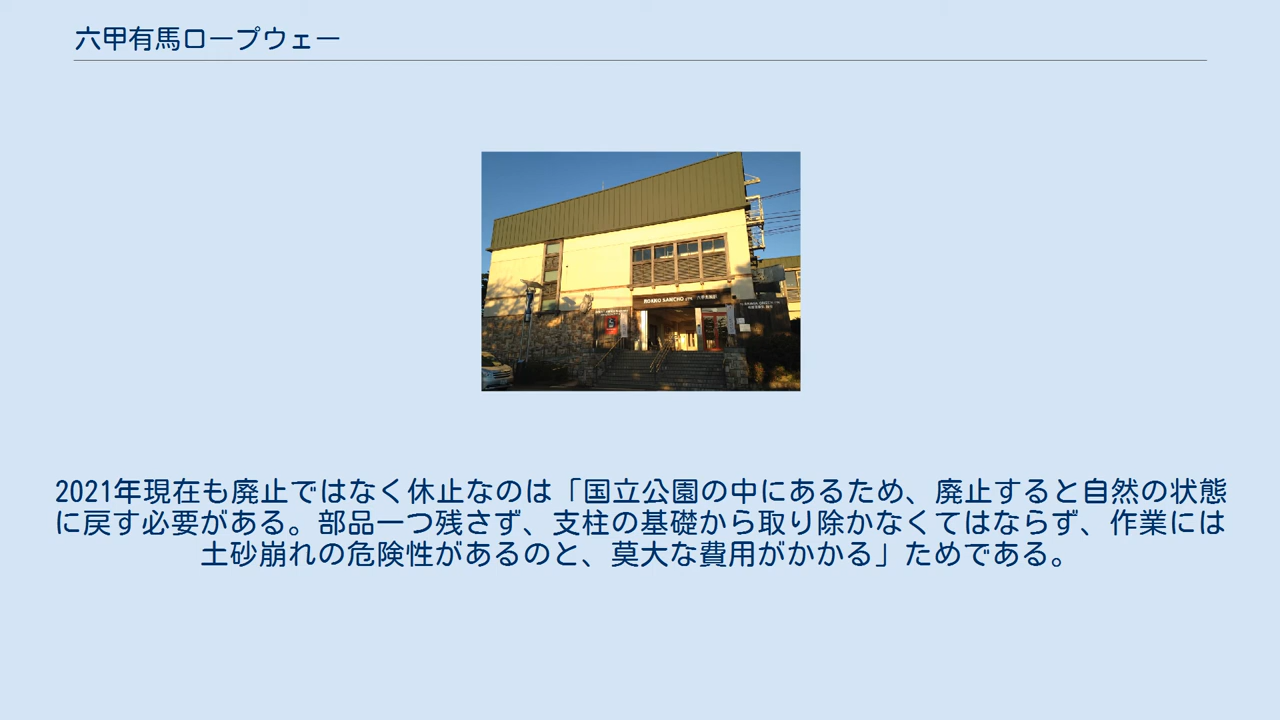 六甲有馬ロープウェー
ROKKO SANCHO
2021年現在も廃止ではなく休止なのは「国立公園の中にあるため、廃止すると自然の状態
に戻す必要がある。部品一つ残さず、支柱の基礎から取り除かなくてはならず、作業には
土砂崩れの危険性があるのと、莫大な費用がかかる」ためである。